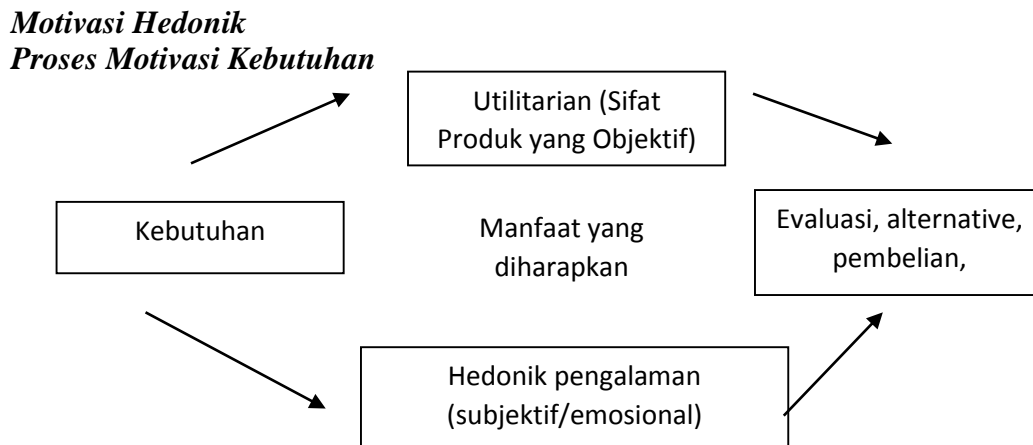 Motivasi Hedonik
Proses Motivasi Kebutuhan
Utilitarian (Sifat
Produk yang Objektif)
Kebutuhan
Manfaat yang
diharapkan
Evaluasi, alternative,
pembelian,
Hedonik pengalaman
(subjektif/emosional)